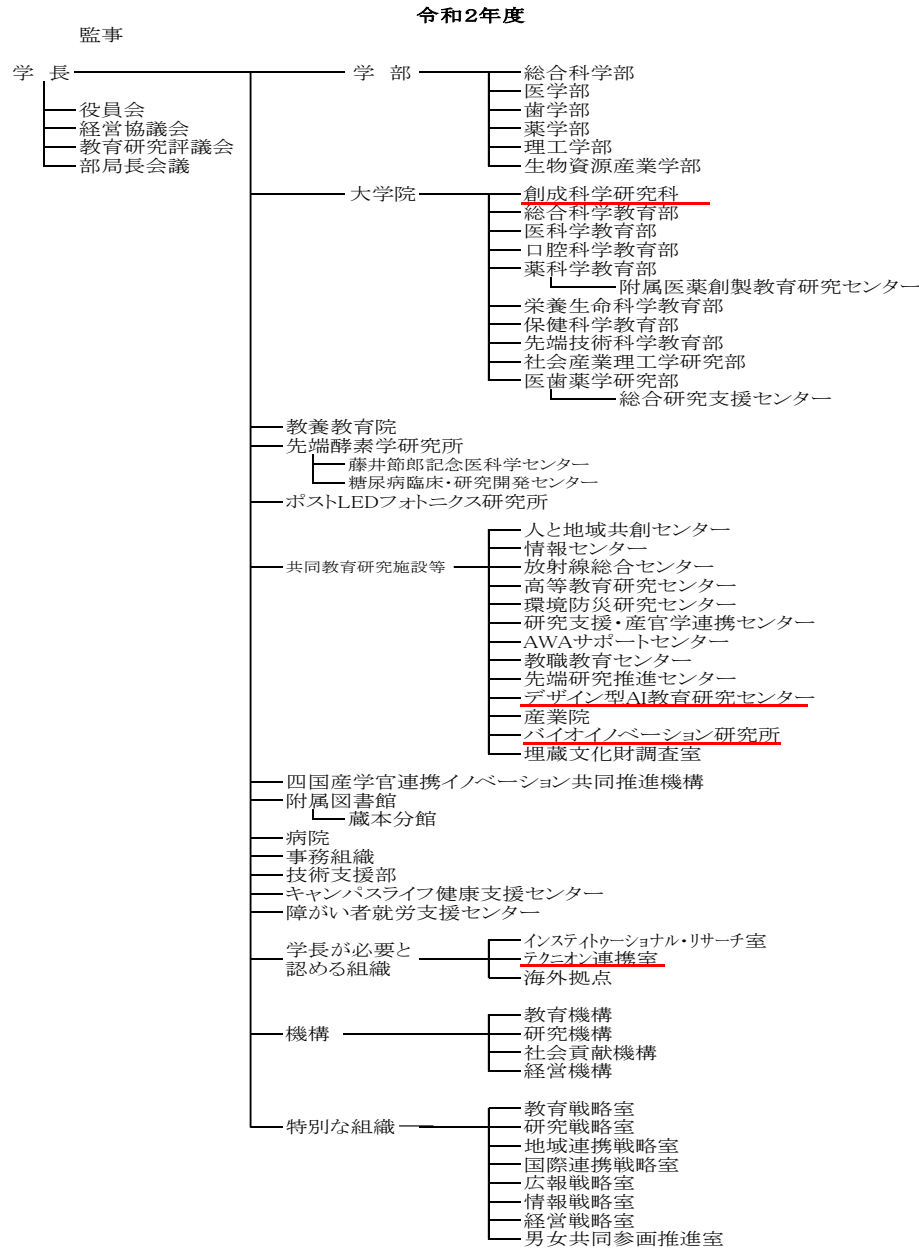 令和2年度
監事
学 長
役員会
経営協議会
教育研究評議会
部局長会議
学 部
総合科学部
医学部
歯学部
薬学部
理工学部
生物資源産業学部
大学院
創成科学研究科
総合科学教育部
医科学教育部
口腔科学教育部
薬科学教育部
附属医薬創製教育研究センター
栄養生命科学教育部
保健科学教育部
先端技術科学教育部
社会産業理工学研究部
医歯薬学研究部
総合研究支援センター
教養教育院
先端酵素学研究所
藤井節郎記念医科学センター
糖尿病臨床・研究開発センター
ポストLEDフォトニクス研究所
共同教育研究施設等
人と地域共創センター
情報センター
放射線総合センター
高等教育研究センター
環境防災研究センター
研究支援・産官学連携センター
AWAサポートセンター
教職教育センター
先端研究推進センター
デザイン型AI教育研究センター
産業院
バイオイノベーション研究所
埋蔵文化財調査室
四国産学官連携イノベーション共同推進機構
附属図書館
蔵本分館
病院
事務組織
技術支援部
キャンパスライフ健康支援センター
障がい者就労支援センター
学長が必要と
認める組織
インスティトゥーショナル・リサーチ室
テクニオン連携室
海外拠点
機構
教育機構
研究機構
社会貢献機構
経営機構
特別な組織
教育戦略室
研究戦略室
地域連携戦略室
国際連携戦略室
広報戦略室
情報戦略室
経営戦略室
男女共同参画推進室